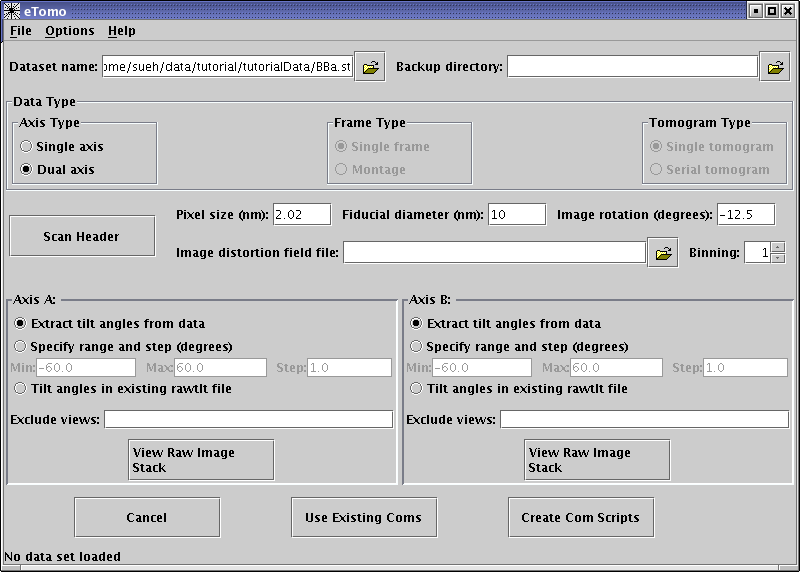 eTomo
File Options Help
Dataset name: ome/sueh/data/tutorial/tutorialData/BBa.st Backup directory:
Data Type
Axis Type Frame Type Tomogram Type
Single axis Single frame Single tomogram
Dual axis Montage Serial tomogram
Scan Header
Pixel size (nm): 2.02 Fiducial diameter (nm): 10 Image rotation (degrees): -12.5
Image distortion field file: Binning: 1
Axis A: Axis B:
Extract tilt angles from data Extract tilt angles from data
Specify range and step (degrees) Specify range and step (degrees)
Min: -60.0 Max: 60.0 Step: 1.0 Min: -60.0 Max: 60.0 Step: 1.0
Tilt angles in existing rawtlt file Tilt angles in existing rawtlt file
Exclude views: Exclude views:
View Raw Image View Raw Image
Stack Stack
Cancel Use Existing Coms Create Com Scripts
No data set loaded